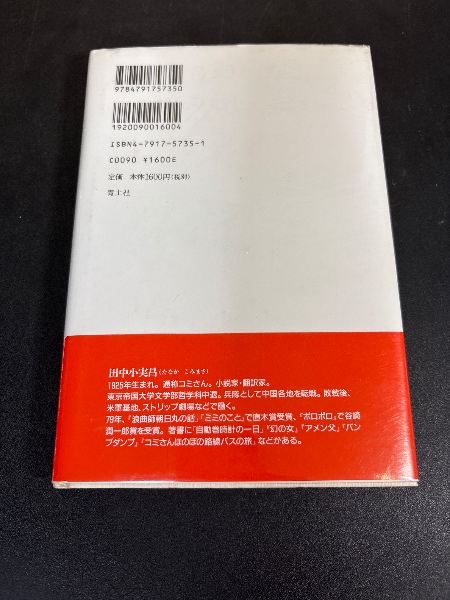 9784791757350
1920090016004
ISBN4-7917-5735-1
C0090 ¥1600E
定価 本体1600円(税別)
青土社
田中小実昌(たなか こみまさ)
1925年生まれ。通称コミさん。小説家・翻訳家。
東京帝国大学文学部哲学科中退。兵隊として中国各地を転戦。敗戦後、
米軍基地、ストリップ劇場などで働く。
79年、「浪曲師朝日丸の話」「ミミのこと」で直木賞受賞、“ポロポロ”で谷崎
潤一郎賞を受賞。著書に「自動巻時計の一日」「幻の女」「アメン父」「バン
プダンプ」「コミさんほのぼの路線バスの旅」などがある。